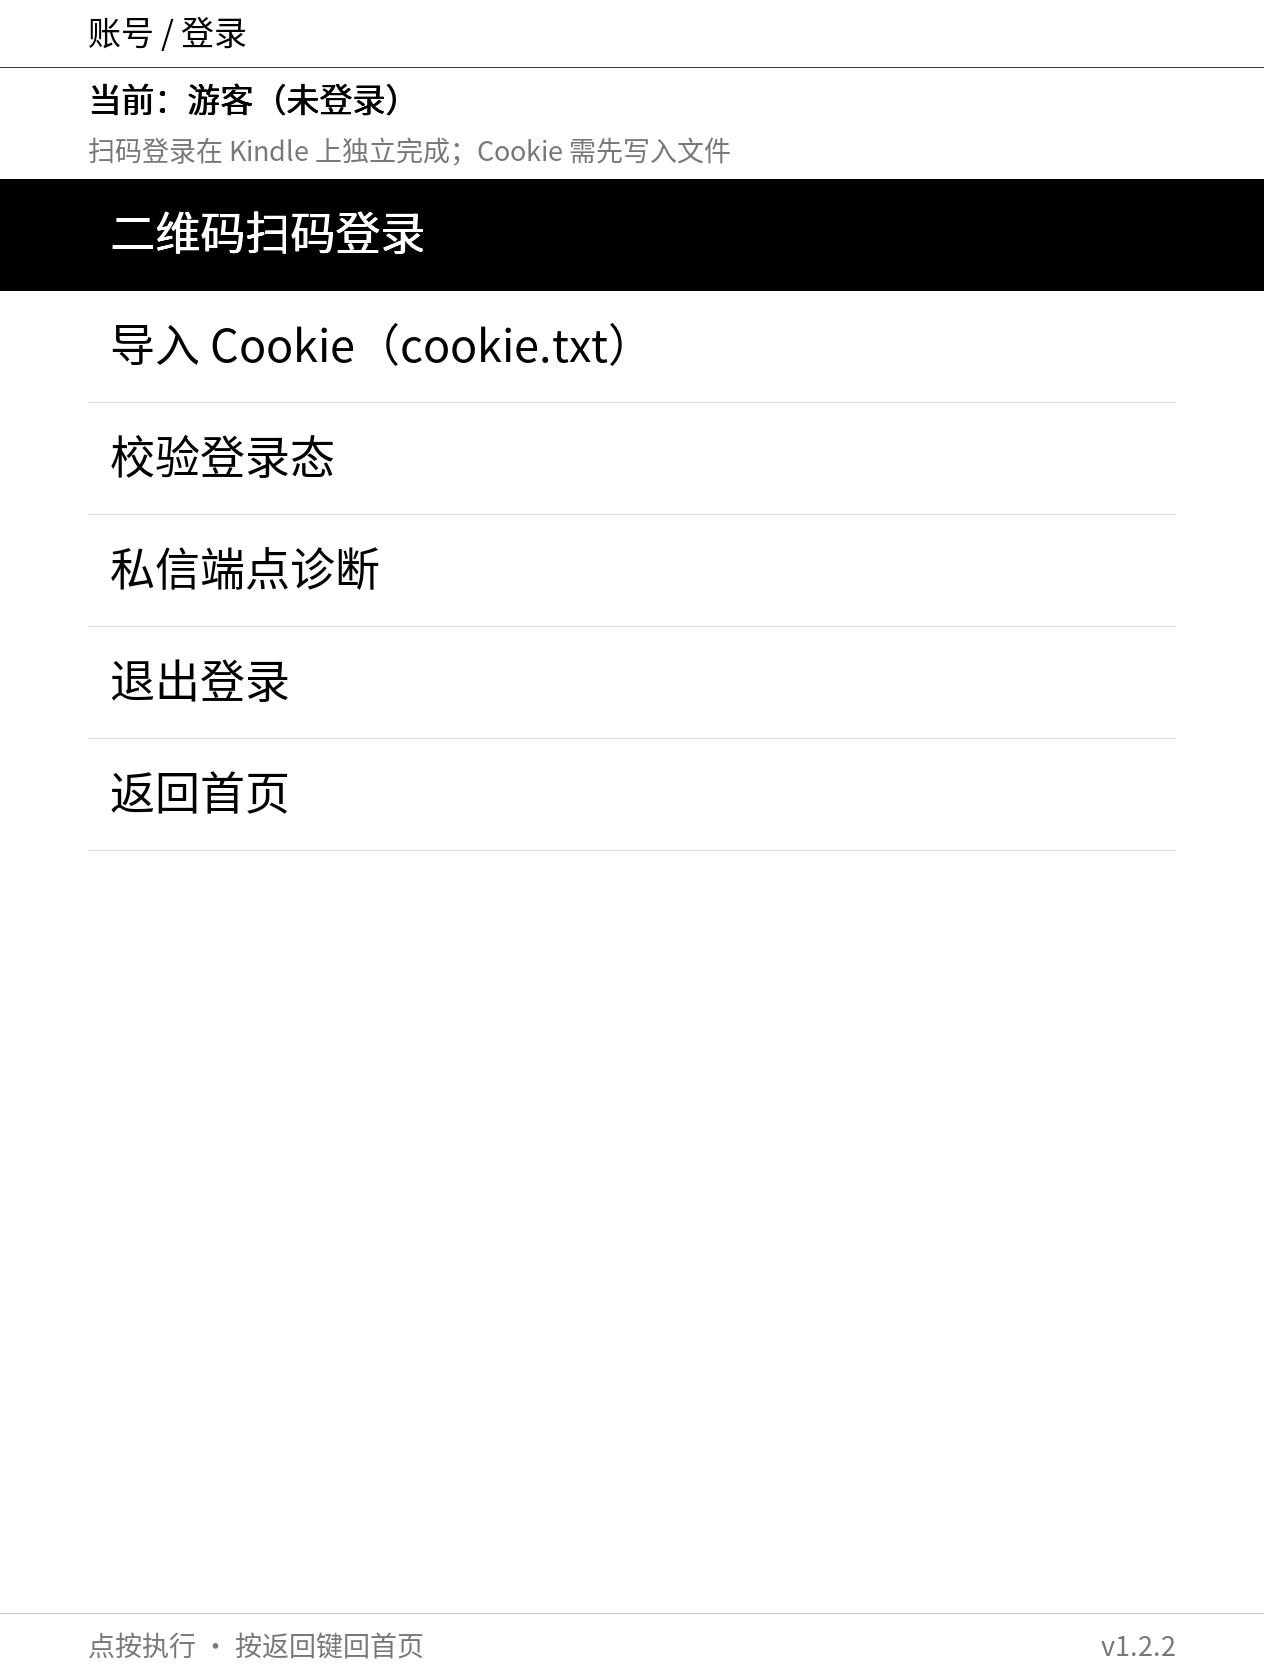 账号 / 登录
当前：游客（未登录）
扫码登录在 Kindle 上独立完成；Cookie 需先写入文件
二维码扫码登录
导入 Cookie（cookie.txt）
校验登录态
私信端点诊断
退出登录
返回首页
点按执行 · 按返回键回首页
v1.2.2